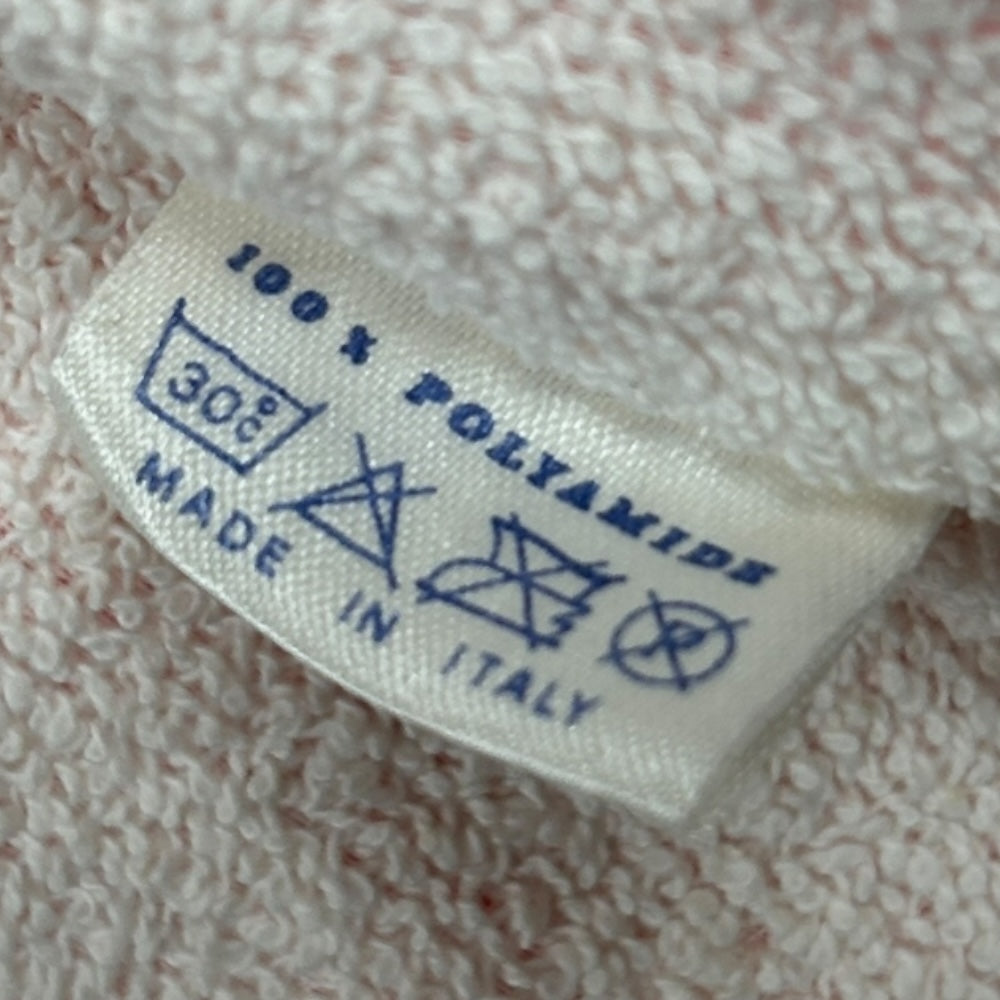 100 % POLYAMIDE
30°C
P
MADE IN ITALY